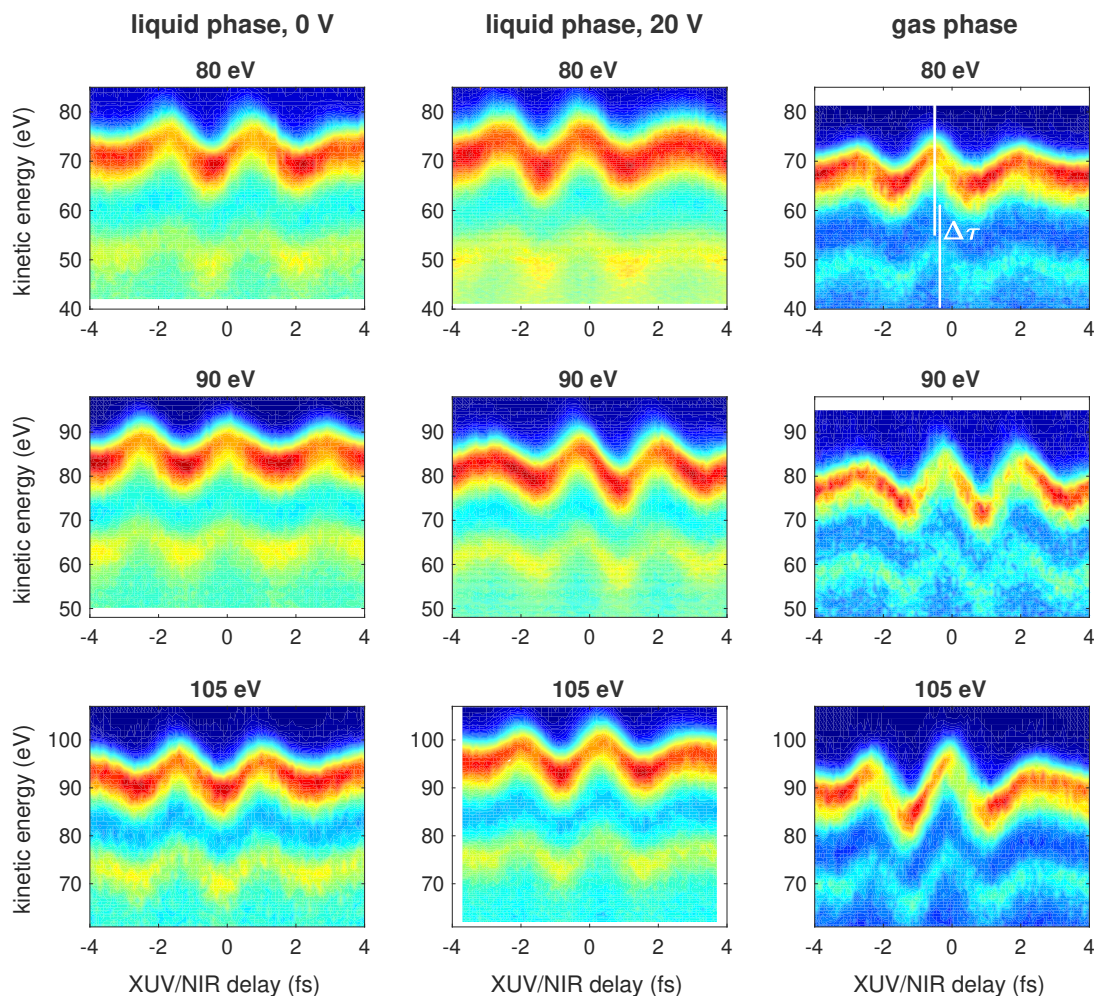 liquid phase, 0 V
liquid phase, 20 V
gas phase
80 eV
80 eV
80 eV
kinetic energy (eV)
80
70
60
50
40
-4 -2 0 2 4
80
70
60
50
40
-4 -2 0 2 4
80
70
60
50
40
-4 -2 0 2 4
Δτ
90 eV
90 eV
90 eV
kinetic energy (eV)
90
80
70
60
50
-4 -2 0 2 4
90
80
70
60
50
-4 -2 0 2 4
90
80
70
60
50
-4 -2 0 2 4
105 eV
105 eV
105 eV
kinetic energy (eV)
100
90
80
70
-4 -2 0 2 4
XUV/NIR delay (fs)
100
90
80
70
-4 -2 0 2 4
XUV/NIR delay (fs)
100
90
80
70
-4 -2 0 2 4
XUV/NIR delay (fs)